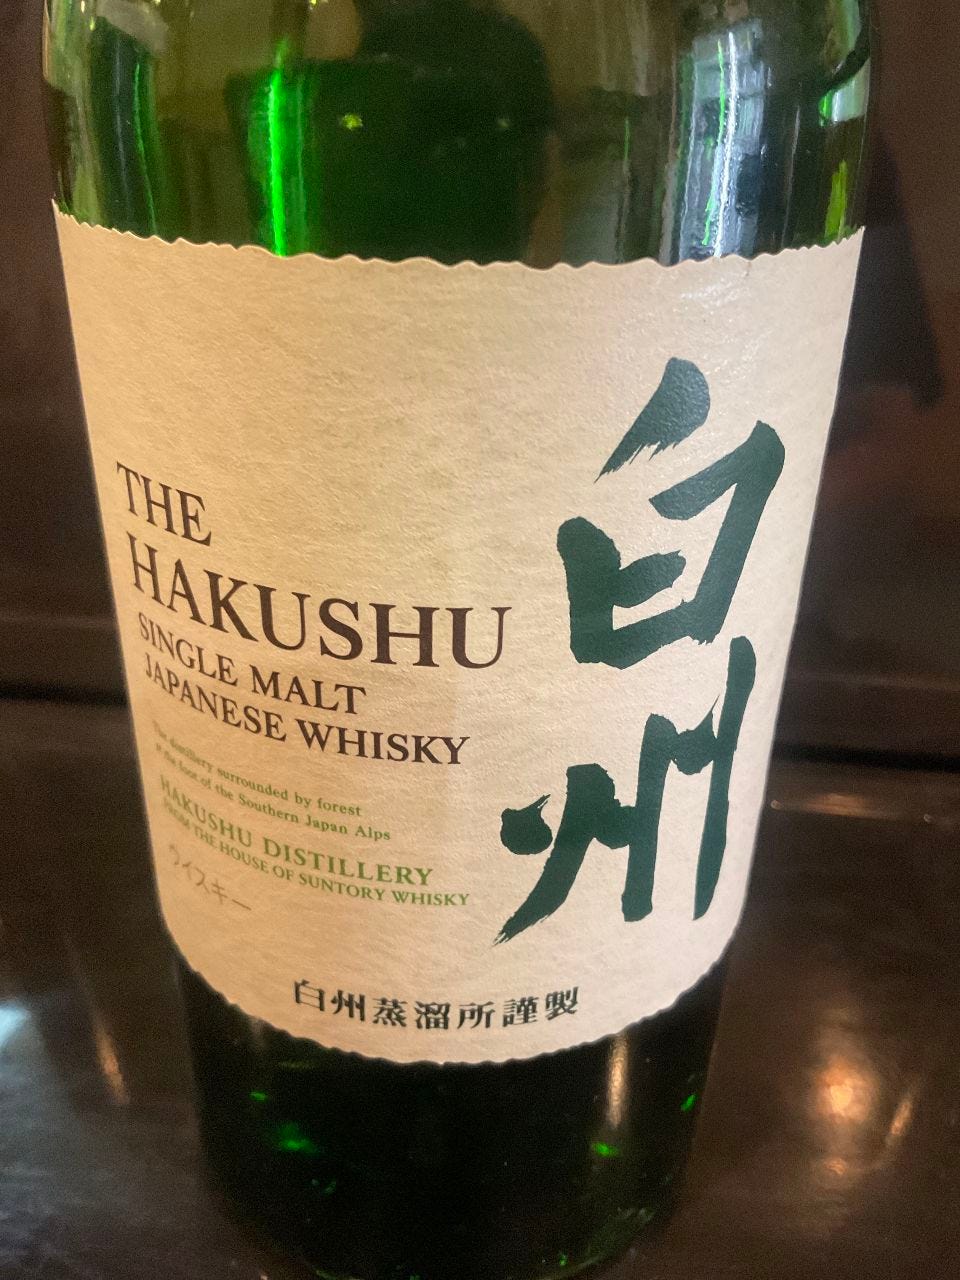 THE
HAKUSHU
SINGLE MALT
JAPANESE WHISKY
The distillery surrounded by forest
at the foot of the Southern Japan Alps
HAKUSHU DISTILLERY
FROM THE HOUSE OF SUNTORY WHISKY
ウイスキー
白州
白州蒸溜所謹製